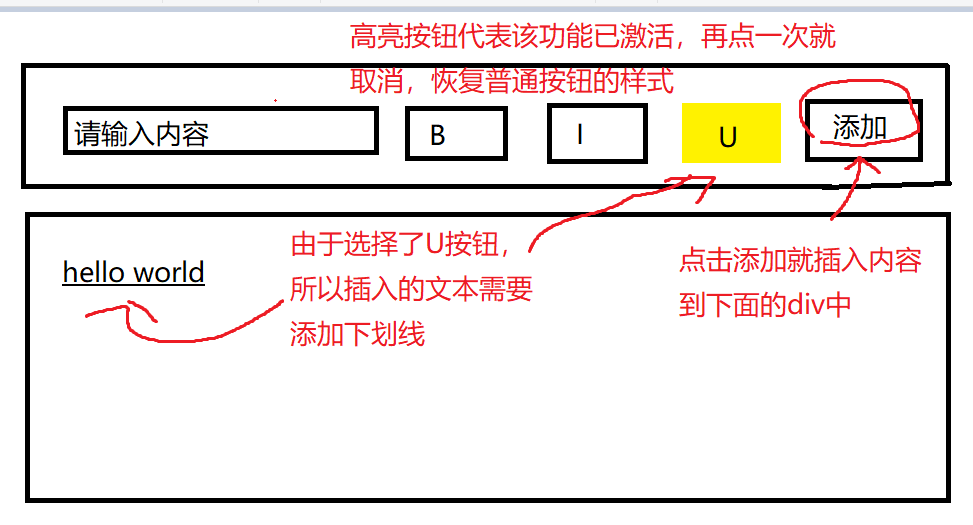 高亮按钮代表该功能已激活，再点一次就
取消，恢复普通按钮的样式
请输入内容
B
I
U
添加
hello world
由于选择了U按钮，
所以插入的文本需要
添加下划线
点击添加就插入内容
到下面的div中